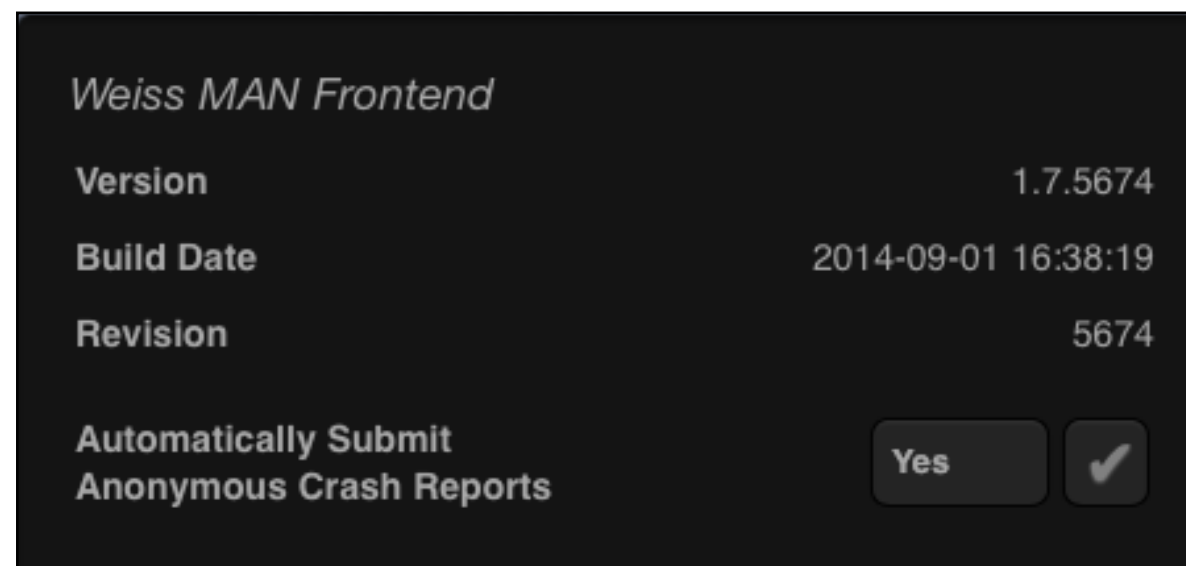 Weiss MAN Frontend
Version 1.7.5674
Build Date 2014-09-01 16:38:19
Revision 5674
Automatically Submit
Anonymous Crash Reports
Yes ✔